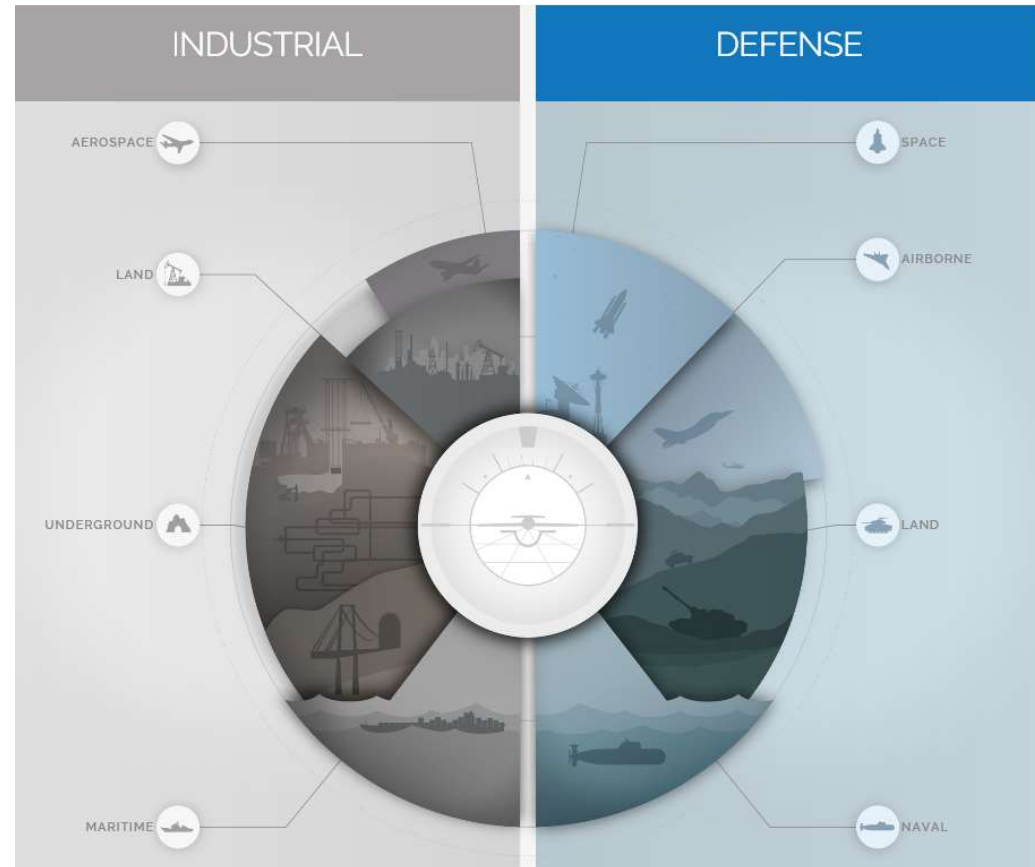 INDUSTRIAL
AEROSPACE
LAND
UNDERGROUND
MARITIME
DEFENSE
SPACE
AIRBORNE
LAND
NAVAL